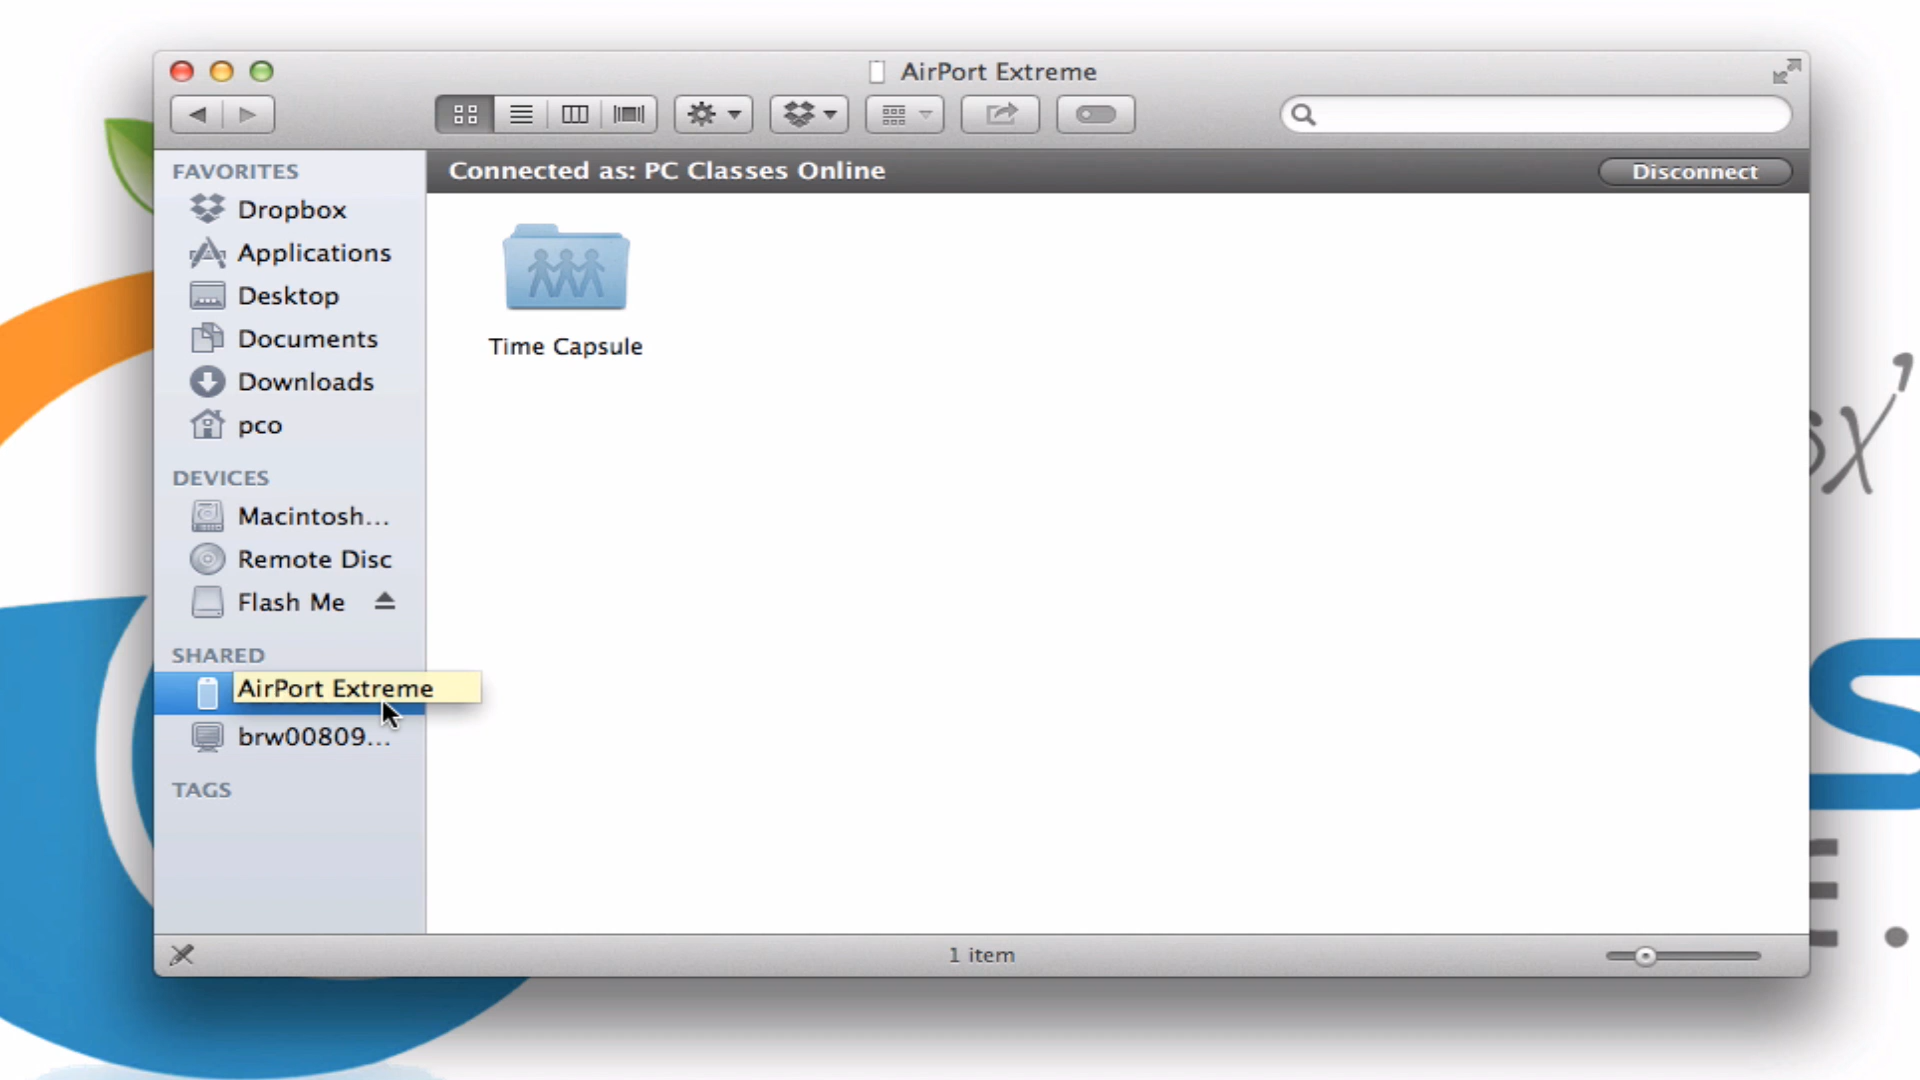 AirPort Extreme
Connected as: PC Classes Online
Disconnect
FAVORITES
Dropbox
Applications
Desktop
Documents
Downloads
pco
DEVICES
Macintosh...
Remote Disc
Flash Me
SHARED
AirPort Extreme
brw00809...
TAGS
Time Capsule
1 item